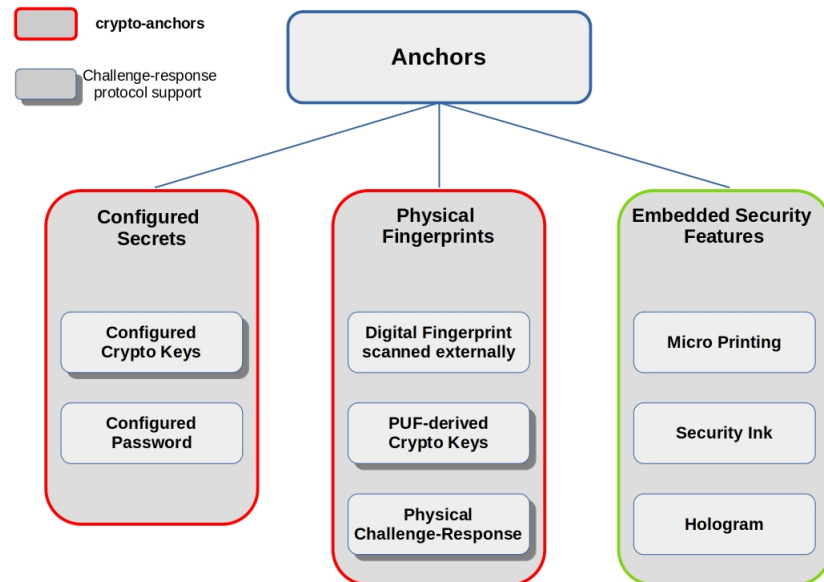 crypto-anchors
Challenge-response
protocol support
Anchors
Configured
Secrets
Configured
Crypto Keys
Configured
Password
Physical
Fingerprints
Digital Fingerprint
scanned externally
PUF-derived
Crypto Keys
Physical
Challenge-Response
Embedded Security
Features
Micro Printing
Security Ink
Hologram